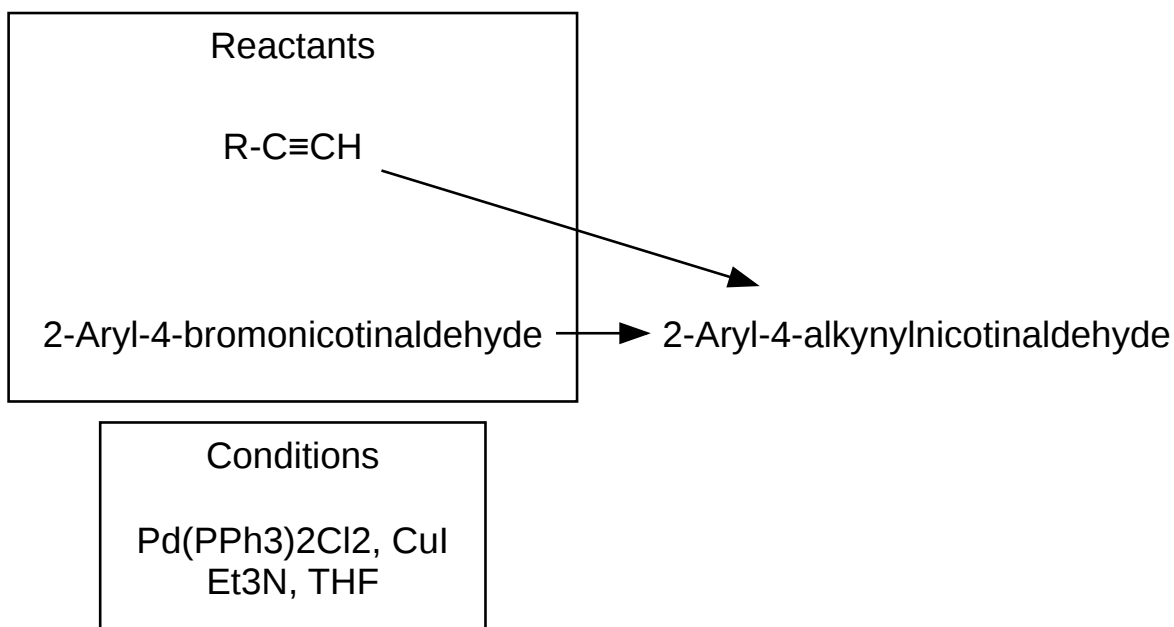 Reactants
R-C≡CH
2-Aryl-4-bromonicotinaldehyde
2-Aryl-4-alkynylnicotinaldehyde
Conditions
Pd(PPh3)2Cl2, CuI
Et3N, THF